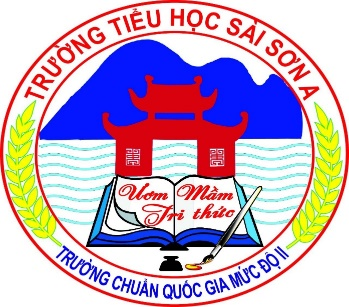 TRƯỜNG TIỂU HỌC SÀI SƠN A
Ươm Mầm
Tri thức
TRƯỜNG CHUẨN QUỐC GIA MỨC ĐỘ II